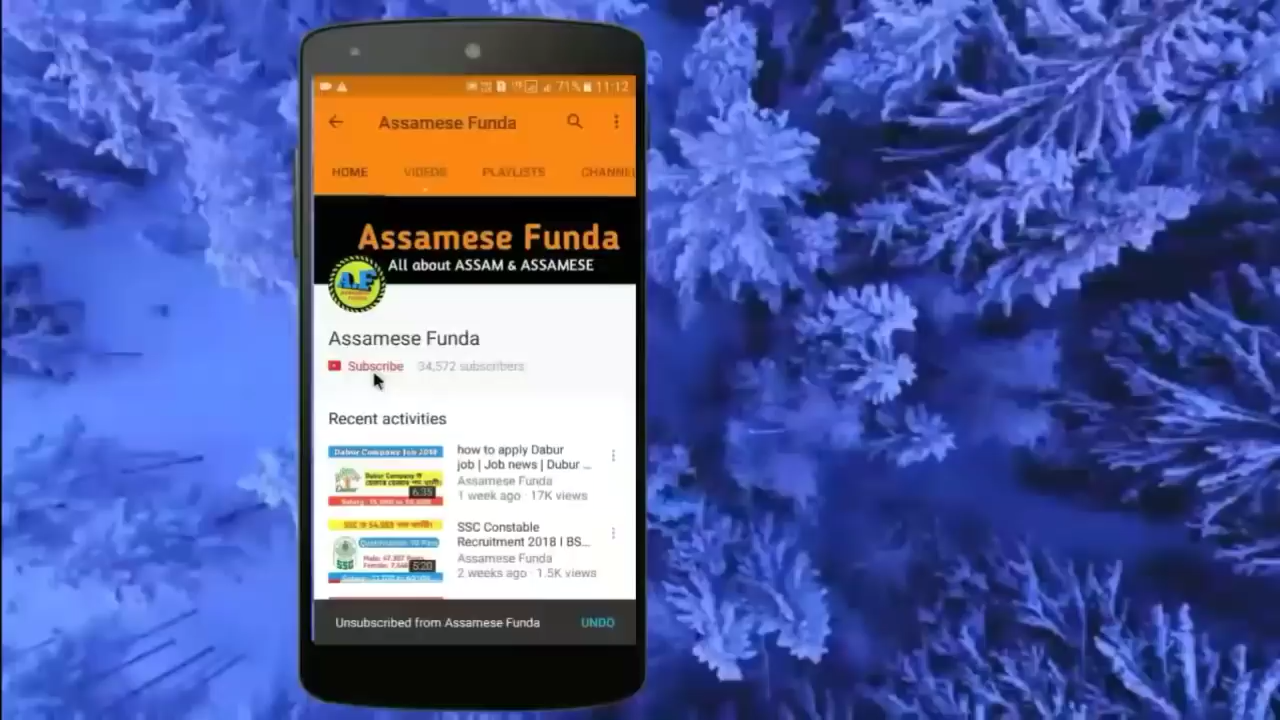 71% 11:12
Assamese Funda
HOME VIDEOS PLAYLISTS CHANNEL
Assamese Funda
All about ASSAM & ASSAMESE
A.F
Assamese Funda
Subscribe 34,572 subscribers
Recent activities
Dabur Company Job 2018
Dabur
6:35
how to apply Dabur
job | Job news | Dubur ...
Assamese Funda
1 week ago · 17K views
SSC
5:20
SSC Constable
Recruitment 2018 I BS...
Assamese Funda
2 weeks ago · 1.5K views
Unsubscribed from Assamese Funda UNDO